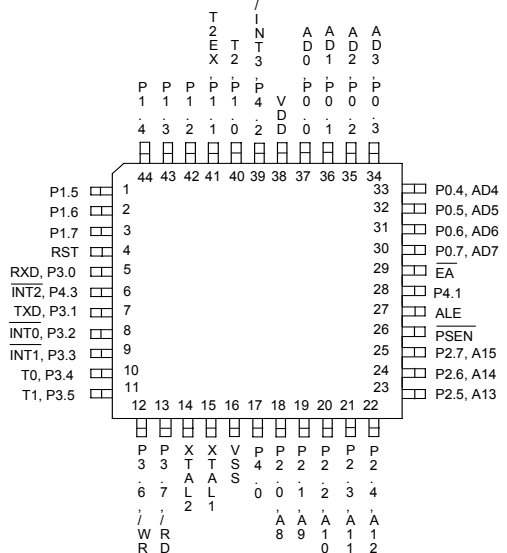 T2EX,P1.1
T2,P1.0
/INT3,P4.2
AD0,P0.0
AD1,P0.1
AD2,P0.2
AD3,P0.3
P1.4
P1.3
P1.2
VDD
44 43 42 41 40 39 38 37 36 35 34
P1.5 1
P1.6 2
P1.7 3
RST 4
RXD, P3.0 5
INT2, P4.3 6
TXD, P3.1 7
INT0, P3.2 8
INT1, P3.3 9
T0, P3.4 10
T1, P3.5 11
33 P0.4, AD4
32 P0.5, AD5
31 P0.6, AD6
30 P0.7, AD7
29 EA
28 P4.1
27 ALE
26 PSEN
25 P2.7, A15
24 P2.6, A14
23 P2.5, A13
12 13 14 15 16 17 18 19 20 21 22
P3.6,/WR
P3.7,/RD
XTAL2
XTAL1
VSS
P4.0
P2.0,A8
P2.1,A9
P2.2,A10
P2.3,A11
P2.4,A12